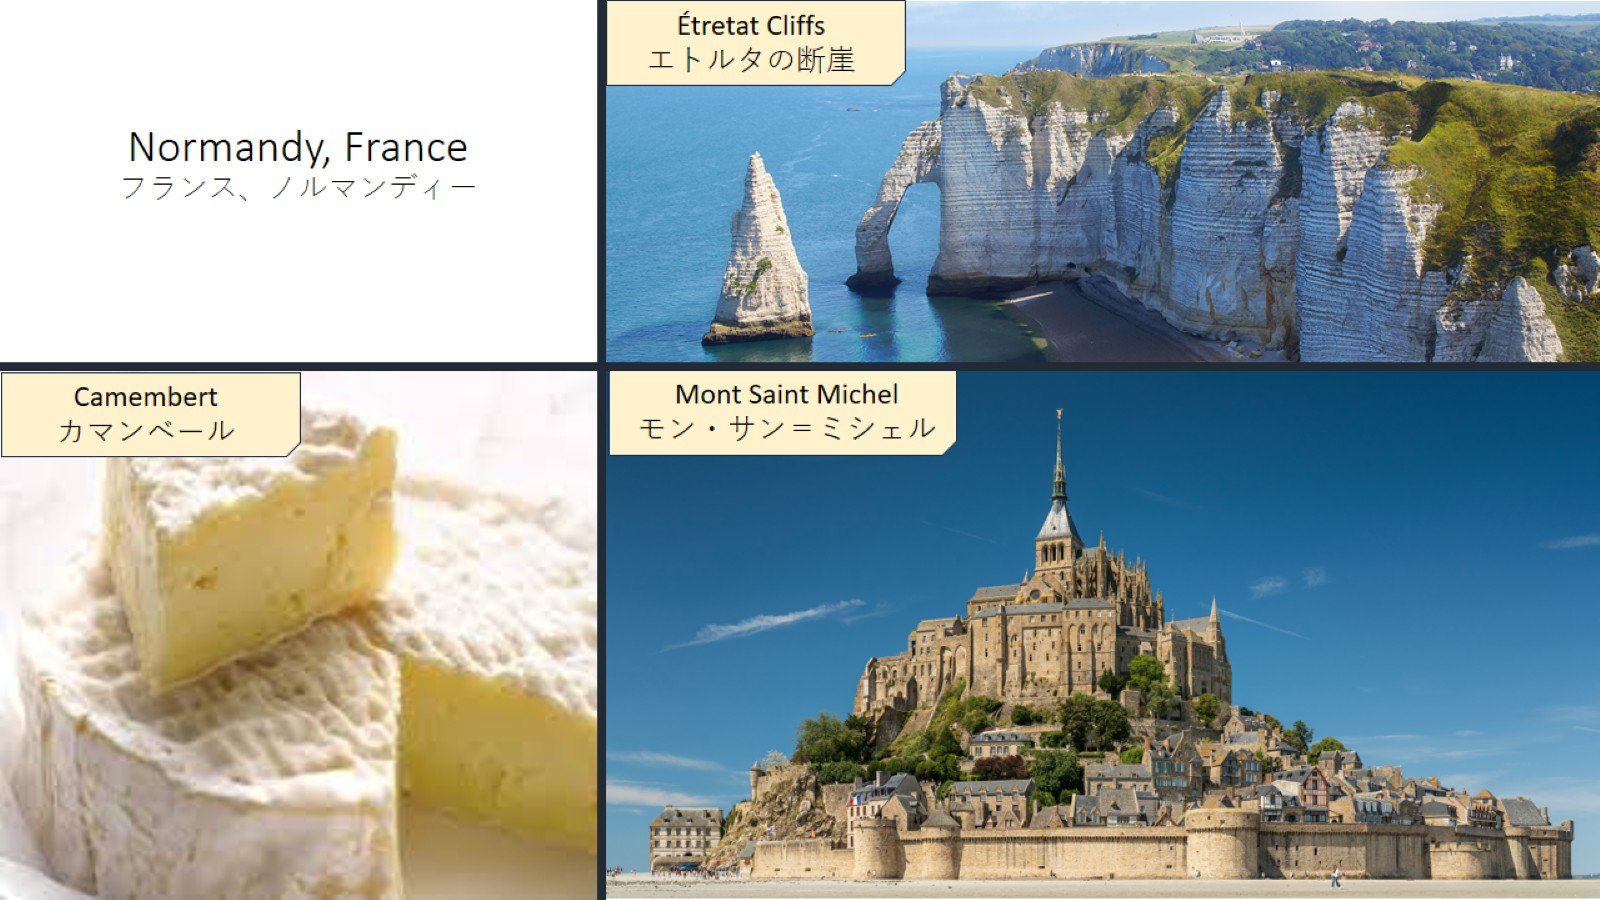 Normandy, France
フランス、ノルマンディー
Étretat Cliffs
エトルタの断崖
Camembert
カマンベール
Mont Saint Michel
モン・サン＝ミシェル